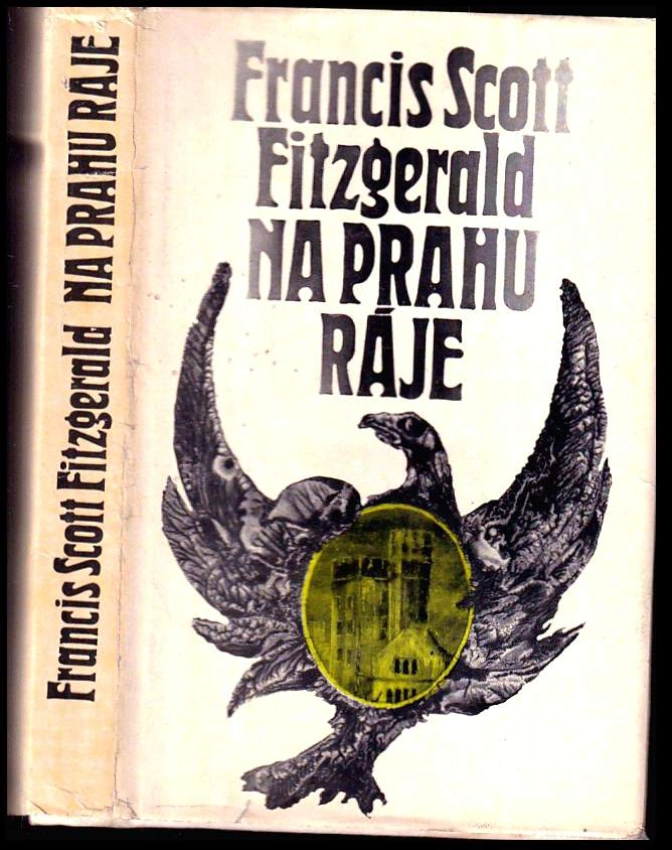 Francis Scott Fitzgerald NA PRAHU RÁJE
Francis Scott
Fitzgerald
NA PRAHU
RÁJE